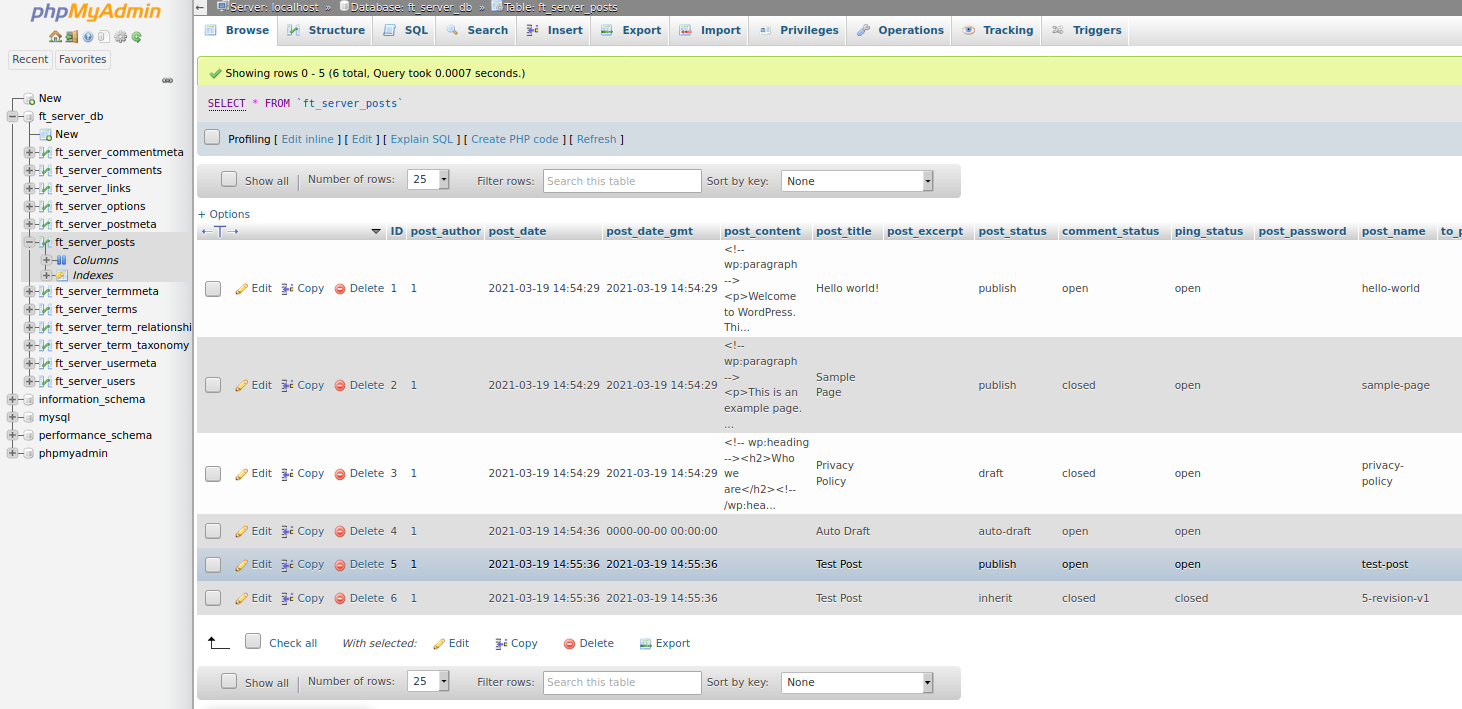 phpMyAdmin
Recent Favorites
New
ft_server_db
New
ft_server_commentmeta
ft_server_comments
ft_server_links
ft_server_options
ft_server_postmeta
ft_server_posts
Columns
Indexes
ft_server_termmeta
ft_server_terms
ft_server_term_relationshi
ft_server_term_taxonomy
ft_server_usermeta
ft_server_users
information_schema
mysql
performance_schema
phpmyadmin
Server: localhost » Database: ft_server_db » Table: ft_server_posts
Browse Structure SQL Search Insert Export Import Privileges Operations Tracking Triggers
Showing rows 0 - 5 (6 total, Query took 0.0007 seconds.)
SELECT * FROM `ft_server_posts`
Profiling [ Edit inline ] [ Edit ] [ Explain SQL ] [ Create PHP code ] [ Refresh ]
Show all | Number of rows: 25 Filter rows: Search this table Sort by key: None
+ Options
←T→ ID post_author post_date post_date_gmt post_content post_title post_excerpt post_status comment_status ping_status post_password post_name to_p
<!--
wp:paragraph
-->
Edit Copy Delete 1 1 2021-03-19 14:54:29 2021-03-19 14:54:29 <p>Welcome Hello world! publish open open hello-world
to WordPress.
Thi...
<!--
wp:paragraph
-->
Edit Copy Delete 2 1 2021-03-19 14:54:29 2021-03-19 14:54:29 <p>This is an Sample Page publish closed open sample-page
example page.
...
<!-- wp:heading
--><h2>Who
Edit Copy Delete 3 1 2021-03-19 14:54:29 2021-03-19 14:54:29 we Privacy Policy draft closed open privacy-policy
are</h2><!--
/wp:hea...
Edit Copy Delete 4 1 2021-03-19 14:54:36 0000-00-00 00:00:00 Auto Draft auto-draft open open
Edit Copy Delete 5 1 2021-03-19 14:55:36 2021-03-19 14:55:36 Test Post publish open open test-post
Edit Copy Delete 6 1 2021-03-19 14:55:36 2021-03-19 14:55:36 Test Post inherit closed closed 5-revision-v1
Check all With selected: Edit Copy Delete Export
Show all | Number of rows: 25 Filter rows: Search this table Sort by key: None